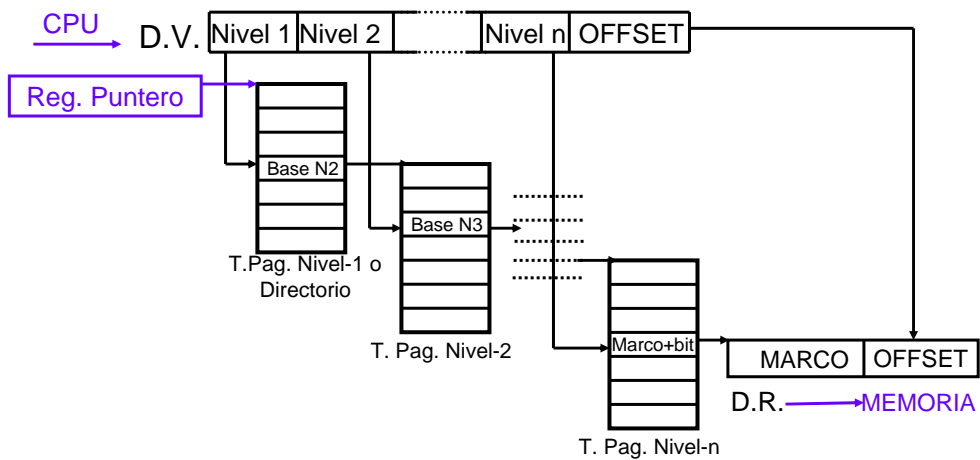 CPU
D.V.
Nivel 1
Nivel 2
Nivel n
OFFSET
Reg. Puntero
Base N2
Base N3
T.Pag. Nivel-1 o
Directorio
T. Pag. Nivel-2
Marco+bit
MARCO
OFFSET
D.R.
MEMORIA
T. Pag. Nivel-n